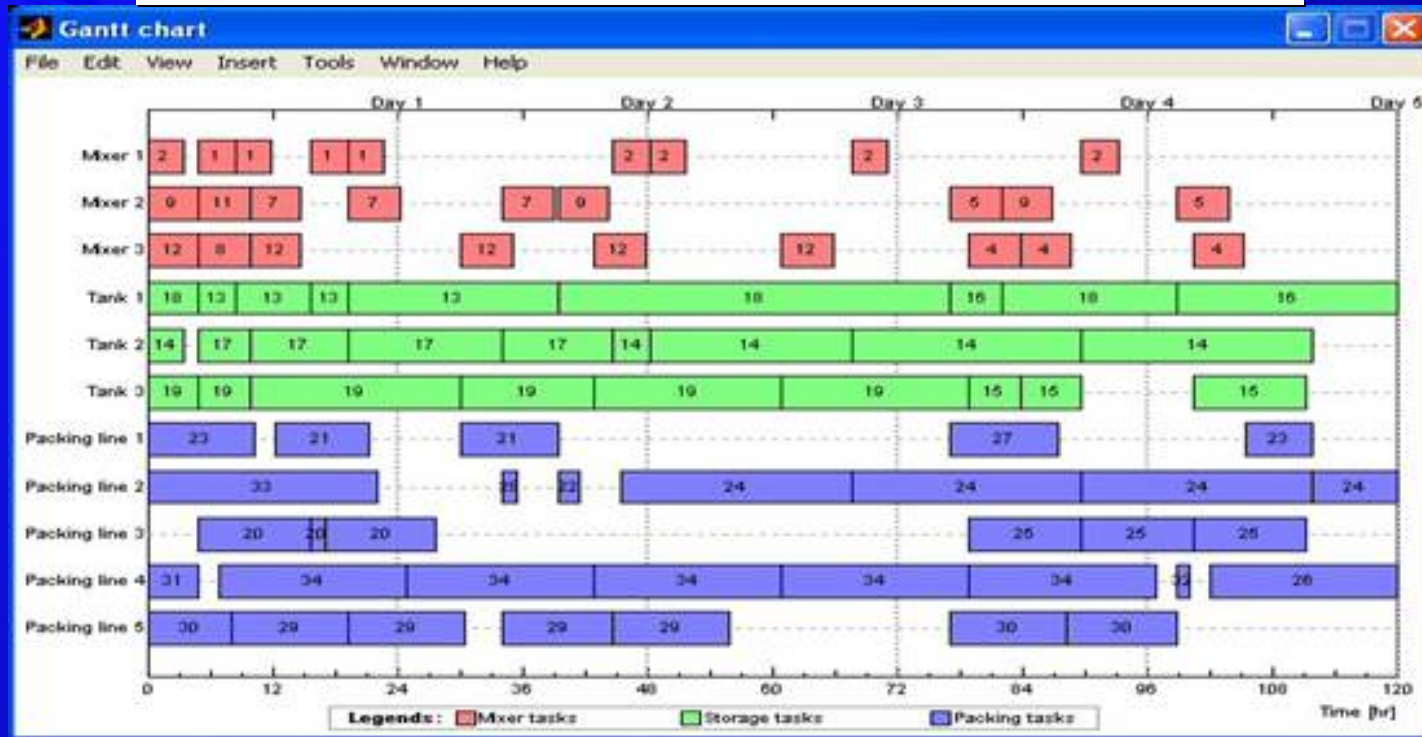 Gantt chart
File Edit View Insert Tools Window Help
Day 1 Day 2 Day 3 Day 4 Day 5
Mixer 1 2 1 1 1 1 2 2 2 2
Mixer 2 9 11 7 7 7 9 5 9 5
Mixer 3 12 8 12 12 12 12 4 4 4
Tank 1 18 13 13 13 13 18 16 18 16
Tank 2 14 17 17 17 17 14 14 14 14
Tank 3 19 19 19 19 19 19 15 15 15
Packing line 1 23 21 21 27 23
Packing line 2 33 24 24 24 24
Packing line 3 20 20 20 25 25 25
Packing line 4 31 34 34 34 34 34 26
Packing line 5 30 29 29 29 29 30 30
0 12 24 36 48 60 72 84 96 108 120
Time [hr]
Legends: Mixer tasks Storage tasks Packing tasks